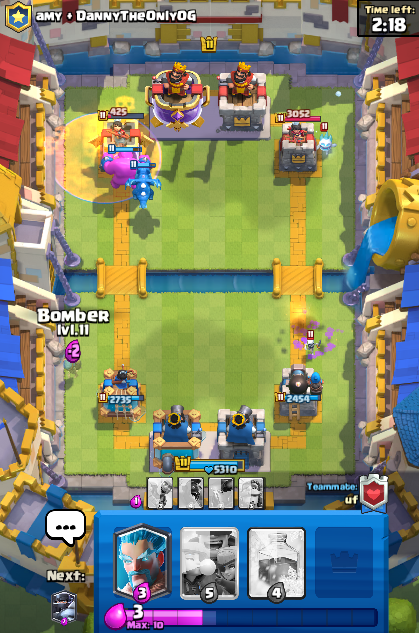 amy + DannyTheOnlyOG
Time left:
2:18
425
3052
Bomber
lvl.11
-2
2735
2454
5310
Teammate:
uf
...
3
5
4
Next:
3
Max: 10